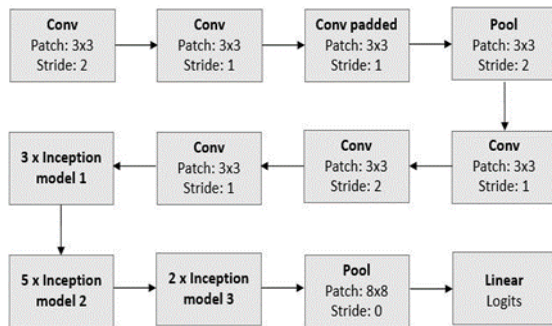 Conv
Patch: 3x3
Stride: 2
Conv
Patch: 3x3
Stride: 1
Conv padded
Patch: 3x3
Stride: 1
Pool
Patch: 3x3
Stride: 2
Conv
Patch: 3x3
Stride: 1
Conv
Patch: 3x3
Stride: 2
Conv
Patch: 3x3
Stride: 1
3 x Inception
model 1
5 x Inception
model 2
2 x Inception
model 3
Pool
Patch: 8x8
Stride: 0
Linear
Logits